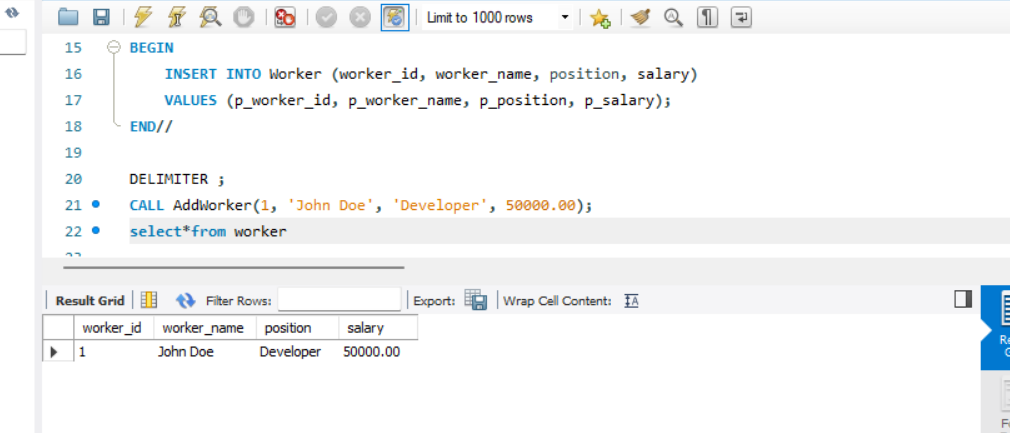 Limit to 1000 rows
15 BEGIN
16 INSERT INTO Worker (worker_id, worker_name, position, salary)
17 VALUES (p_worker_id, p_worker_name, p_position, p_salary);
18 END//
19
20 DELIMITER ;
21 CALL AddWorker(1, 'John Doe', 'Developer', 50000.00);
22 select*from worker
Result Grid Filter Rows: Export: Wrap Cell Content: IA
worker_id worker_name position salary
1 John Doe Developer 50000.00